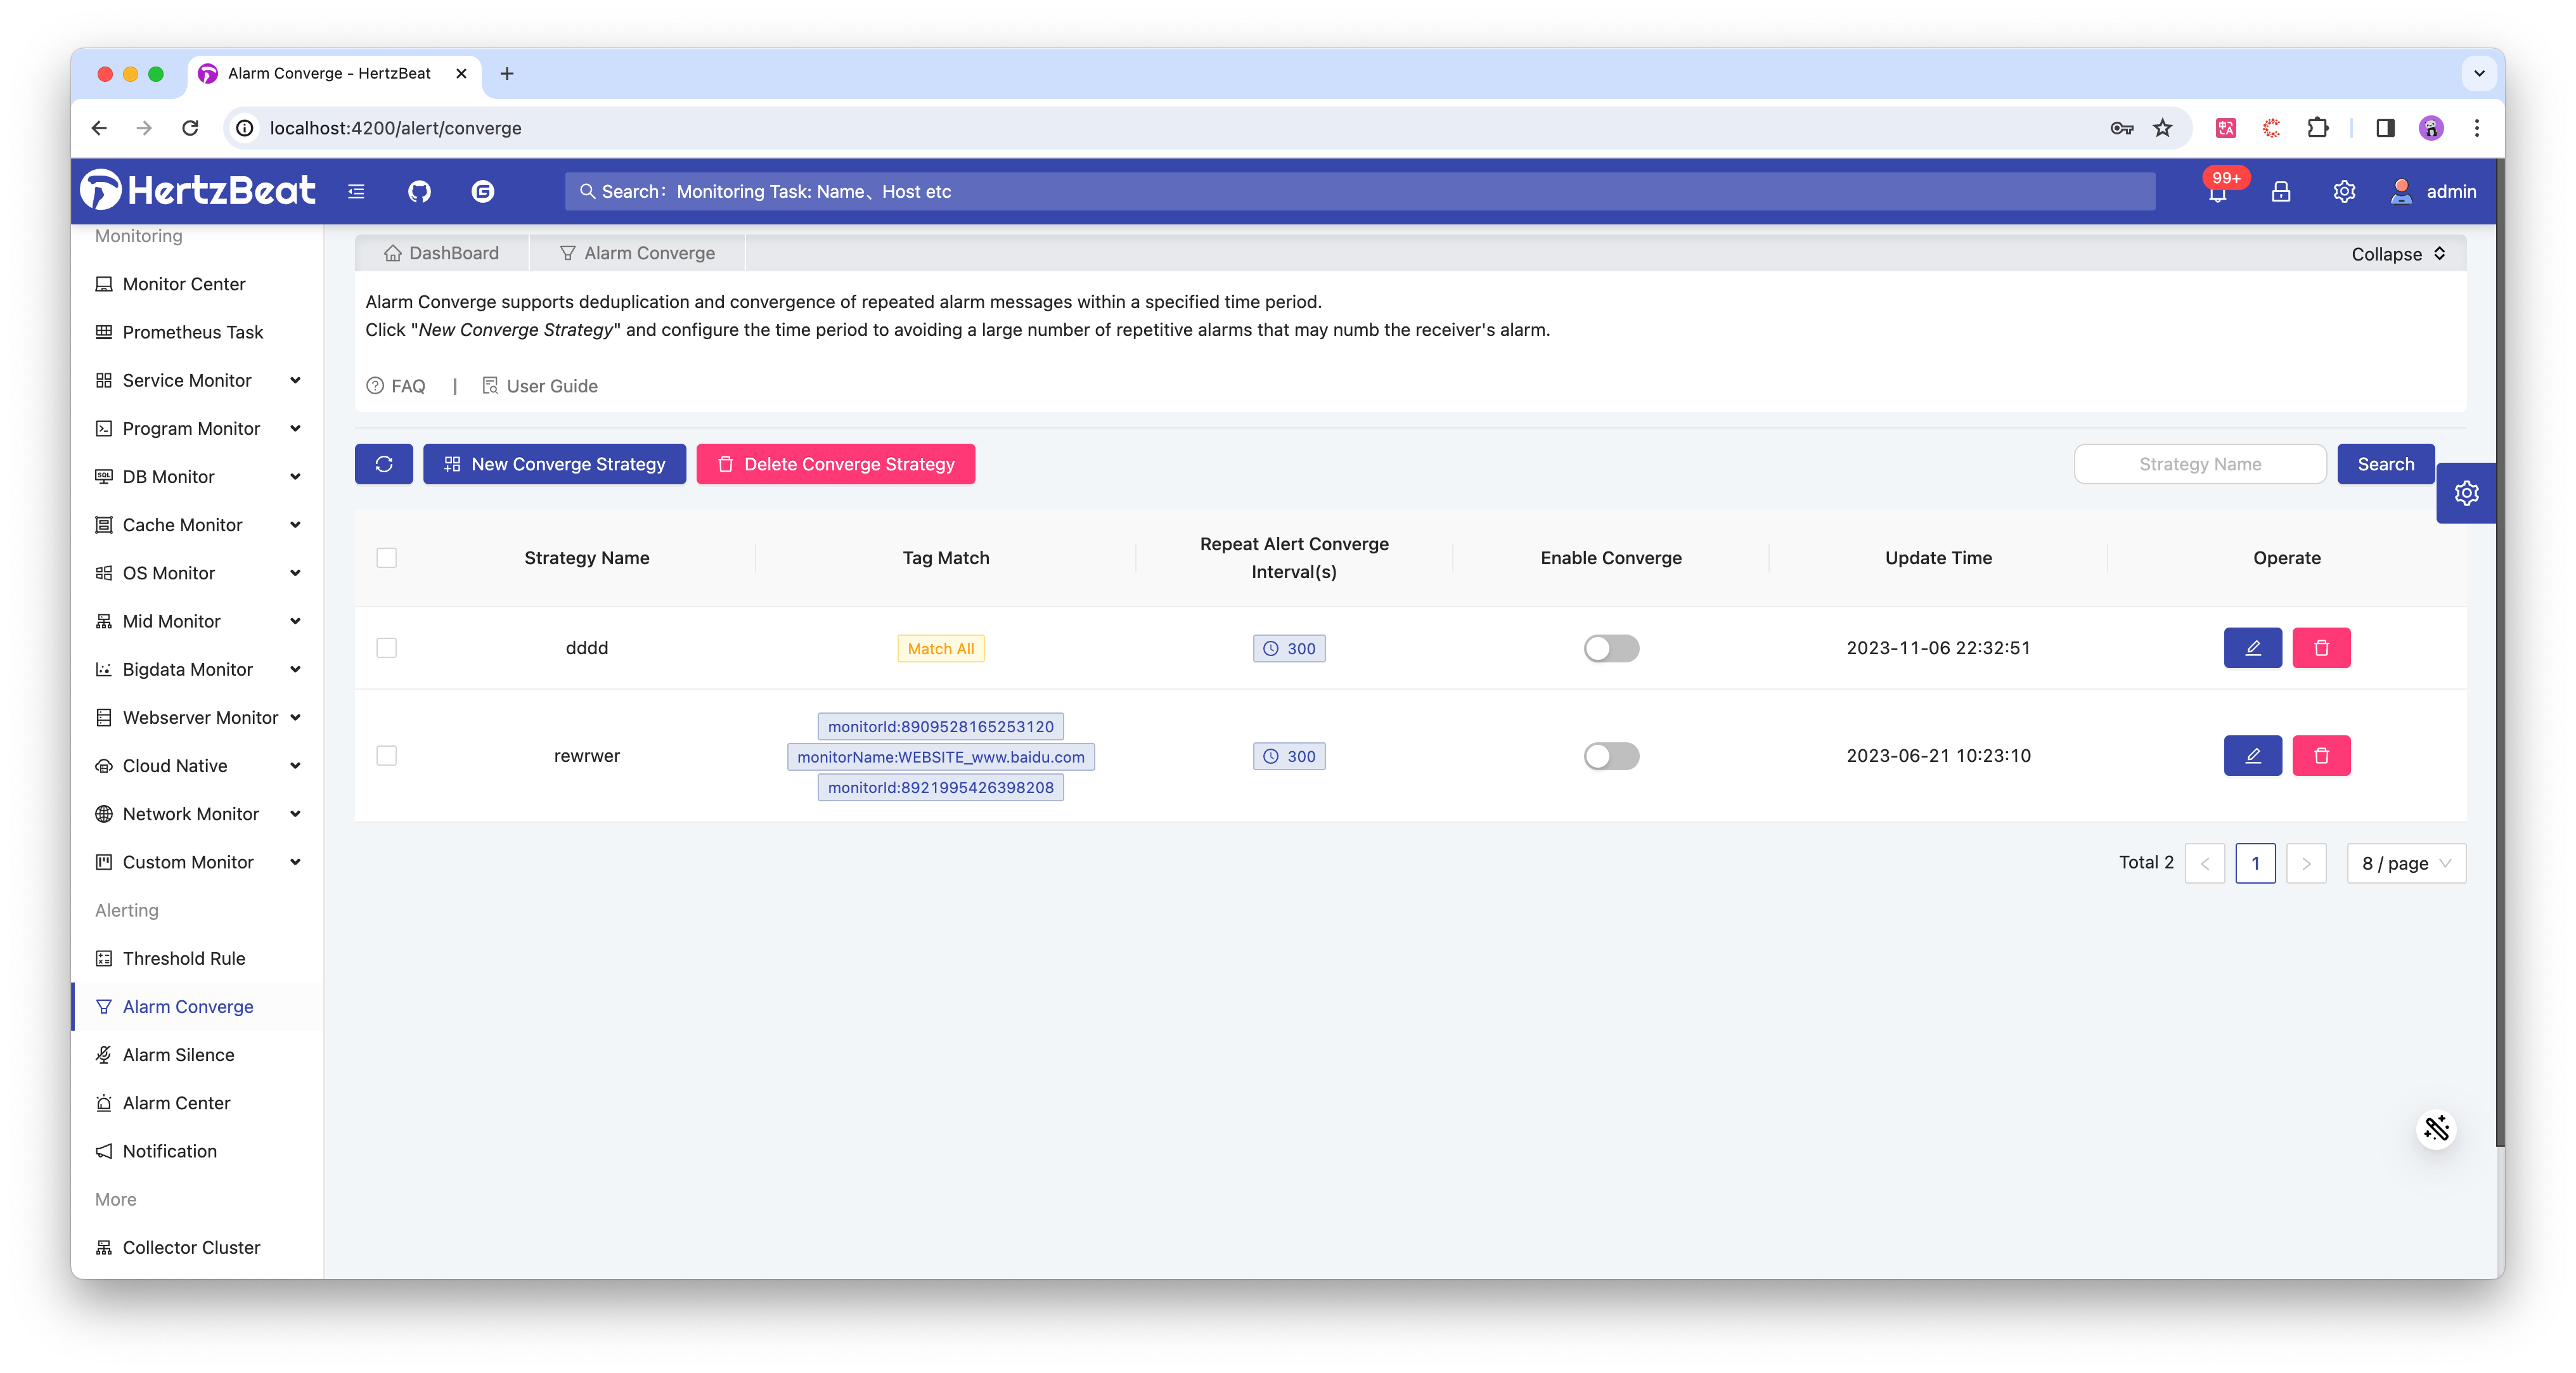 Alarm Converge - HertzBeat
localhost:4200/alert/converge
HertzBeat
Search： Monitoring Task: Name、Host etc
99+
admin
Monitoring
Monitor Center
Prometheus Task
Service Monitor
Program Monitor
DB Monitor
Cache Monitor
OS Monitor
Mid Monitor
Bigdata Monitor
Webserver Monitor
Cloud Native
Network Monitor
Custom Monitor
Alerting
Threshold Rule
Alarm Converge
Alarm Silence
Alarm Center
Notification
More
Collector Cluster
DashBoard
Alarm Converge
Collapse
Alarm Converge supports deduplication and convergence of repeated alarm messages within a specified time period.
Click "New Converge Strategy" and configure the time period to avoiding a large number of repetitive alarms that may numb the receiver's alarm.
FAQ | User Guide
New Converge Strategy
Delete Converge Strategy
Strategy Name
Search
Strategy Name
Tag Match
Repeat Alert Converge
Interval(s)
Enable Converge
Update Time
Operate
dddd
Match All
300
2023-11-06 22:32:51
rewrwer
monitorId:8909528165253120
monitorName:WEBSITE_www.baidu.com
monitorId:8921995426398208
300
2023-06-21 10:23:10
Total 2
1
8 / page